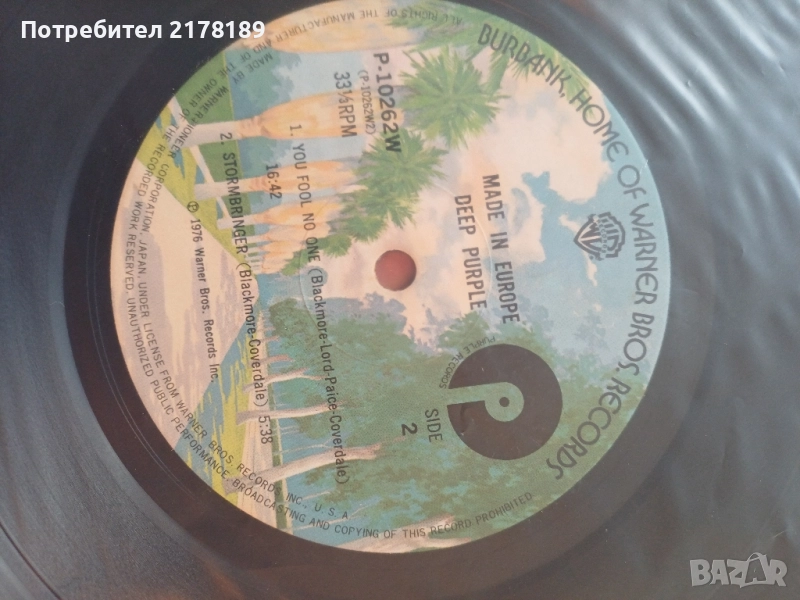 Потребител 2178189
BURBANK, HOME OF WARNER BROS. RECORDS
MADE IN EUROPE
DEEP PURPLE
PURPLE RECORDS
SIDE
2
P-10262W
(P-10262W2)
33⅓RPM
1. YOU FOOL NO ONE (Blackmore-Lord-Paice-Coverdale)
16:42
2. STORMBRINGER (Blackmore-Coverdale) 5:38
℗ 1976 Warner Bros. Records Inc.
MADE BY WARNER-PIONEER CORPORATION, JAPAN, UNDER LICENSE FROM WARNER BROS. RECORDS INC., U.S.A.
ALL RIGHTS OF THE MANUFACTURER AND OF THE OWNER OF THE RECORDED WORK RESERVED. UNAUTHORIZED PUBLIC PERFORMANCE, BROADCASTING AND COPYING OF THIS RECORD PROHIBITED
BAZAR